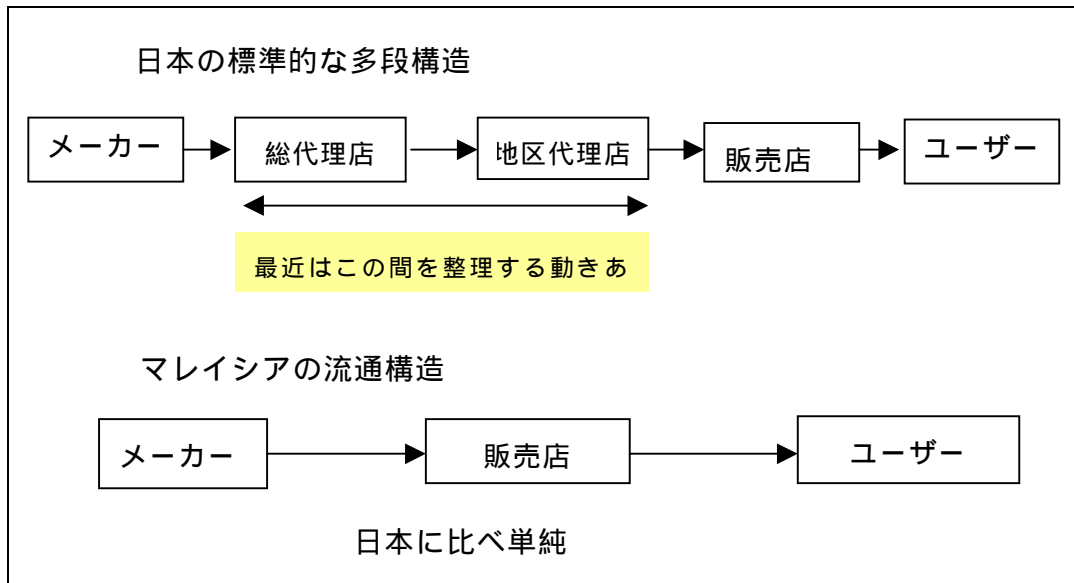 日本の標準的な多段構造
メーカー 総代理店 地区代理店 販売店 ユーザー
最近はこの間を整理する動きあ
マレイシアの流通構造
メーカー 販売店 ユーザー
日本に比べ単純